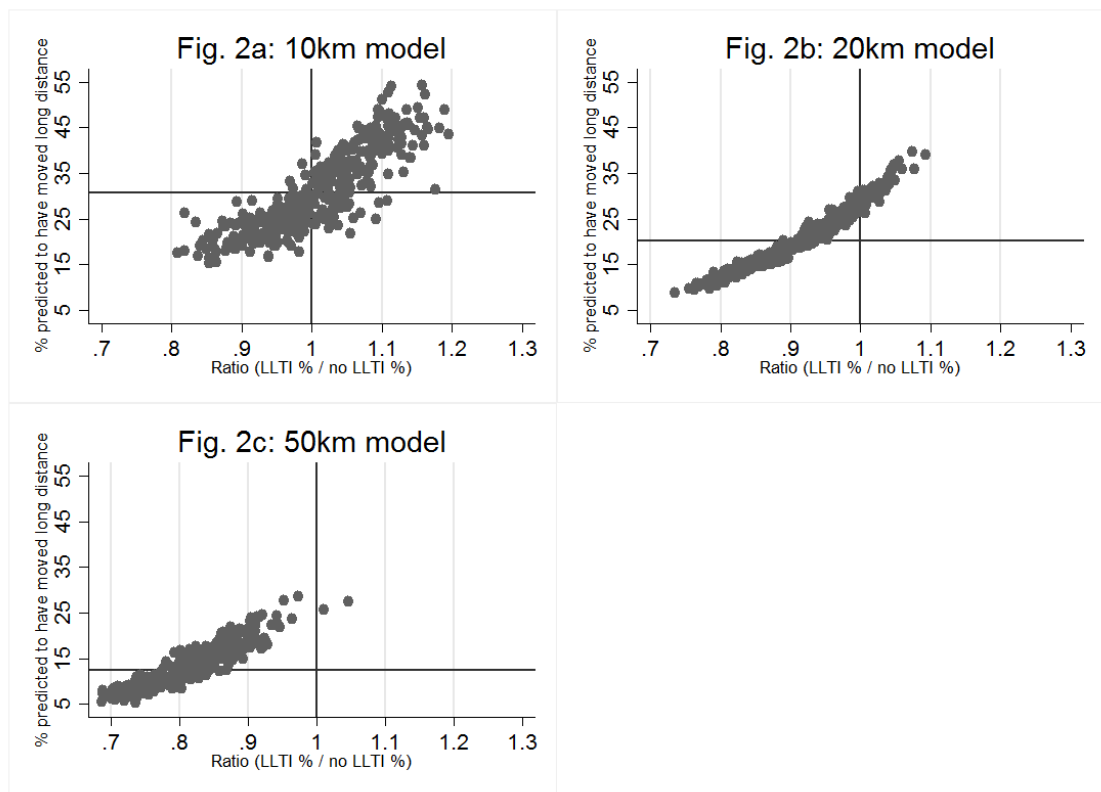 Fig. 2a: 10km model
% predicted to have moved long distance
55
45
35
25
15
5
.7 .8 .9 1 1.1 1.2 1.3
Ratio (LLTI % / no LLTI %)
Fig. 2b: 20km model
% predicted to have moved long distance
55
45
35
25
15
5
.7 .8 .9 1 1.1 1.2 1.3
Ratio (LLTI % / no LLTI %)
Fig. 2c: 50km model
% predicted to have moved long distance
55
45
35
25
15
5
.7 .8 .9 1 1.1 1.2 1.3
Ratio (LLTI % / no LLTI %)